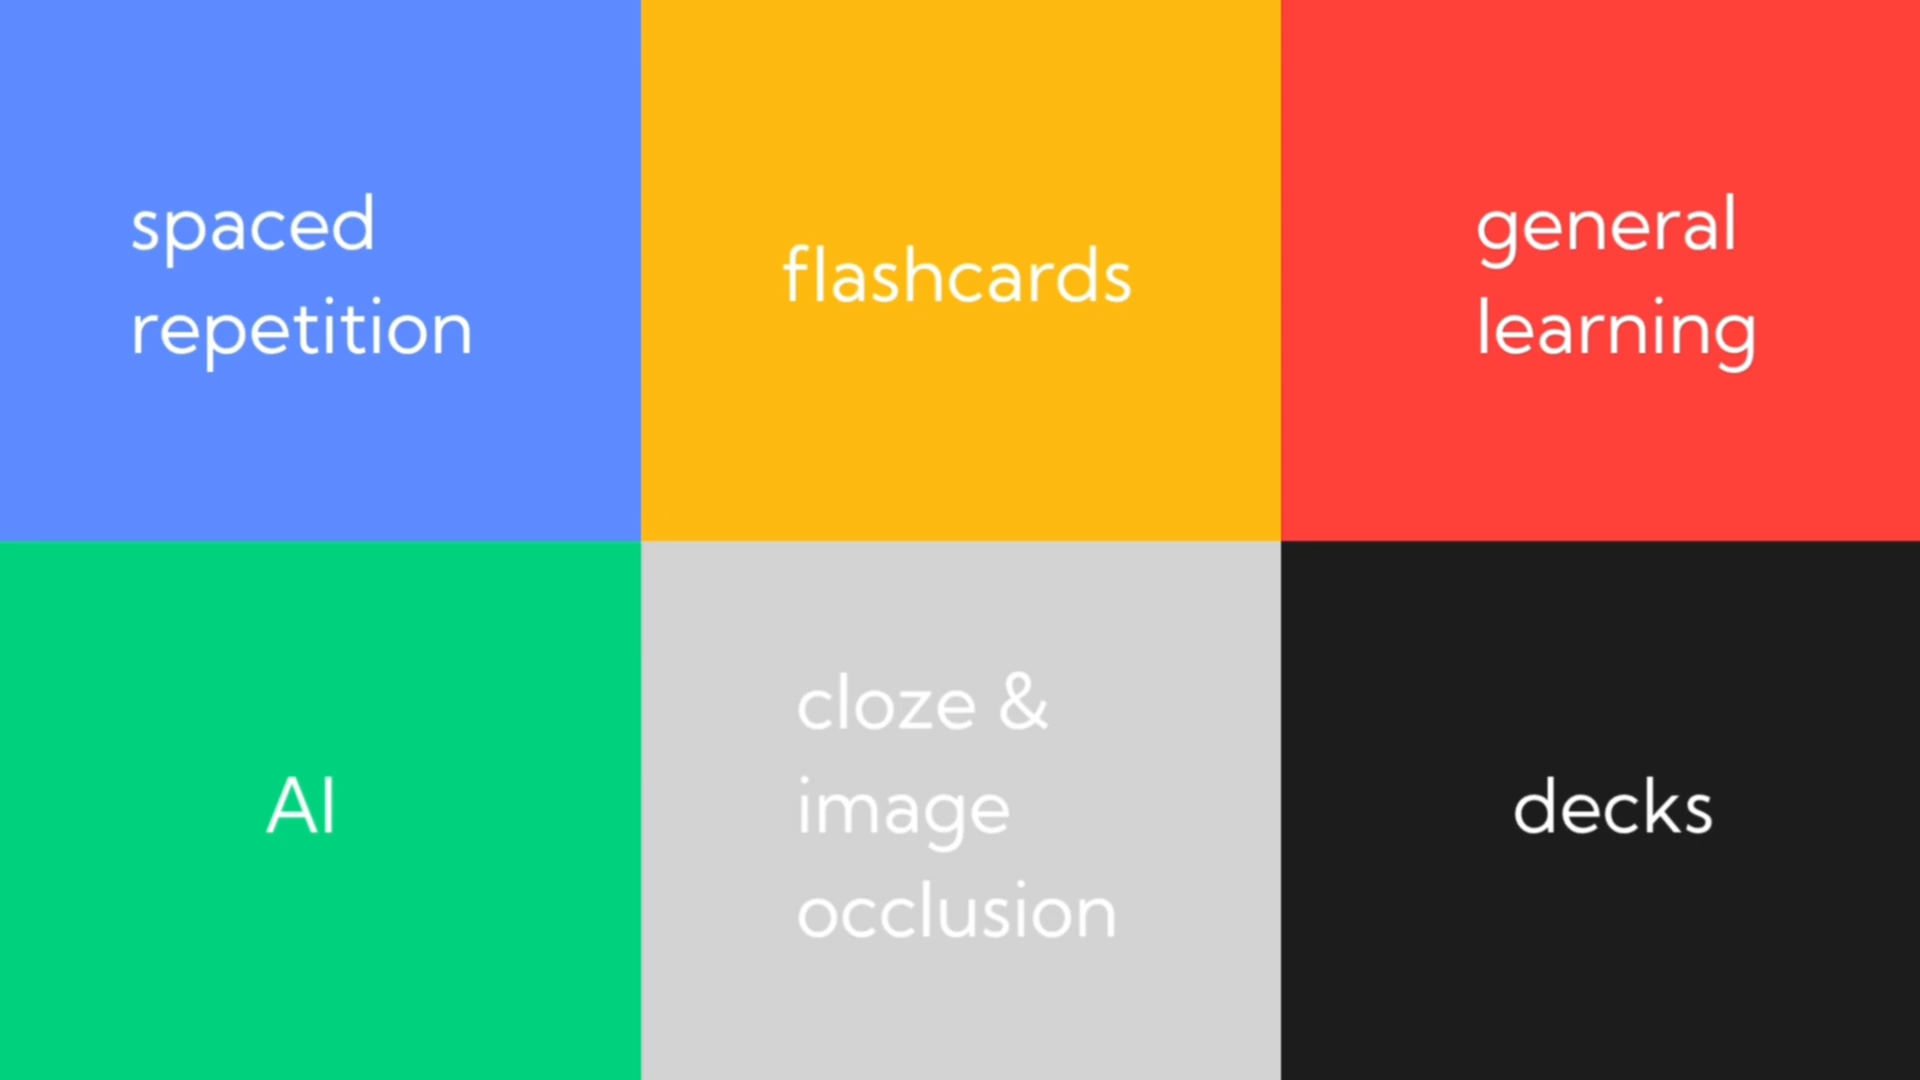 spaced
repetition
flashcards
general
learning
AI
cloze &
image
occlusion
decks